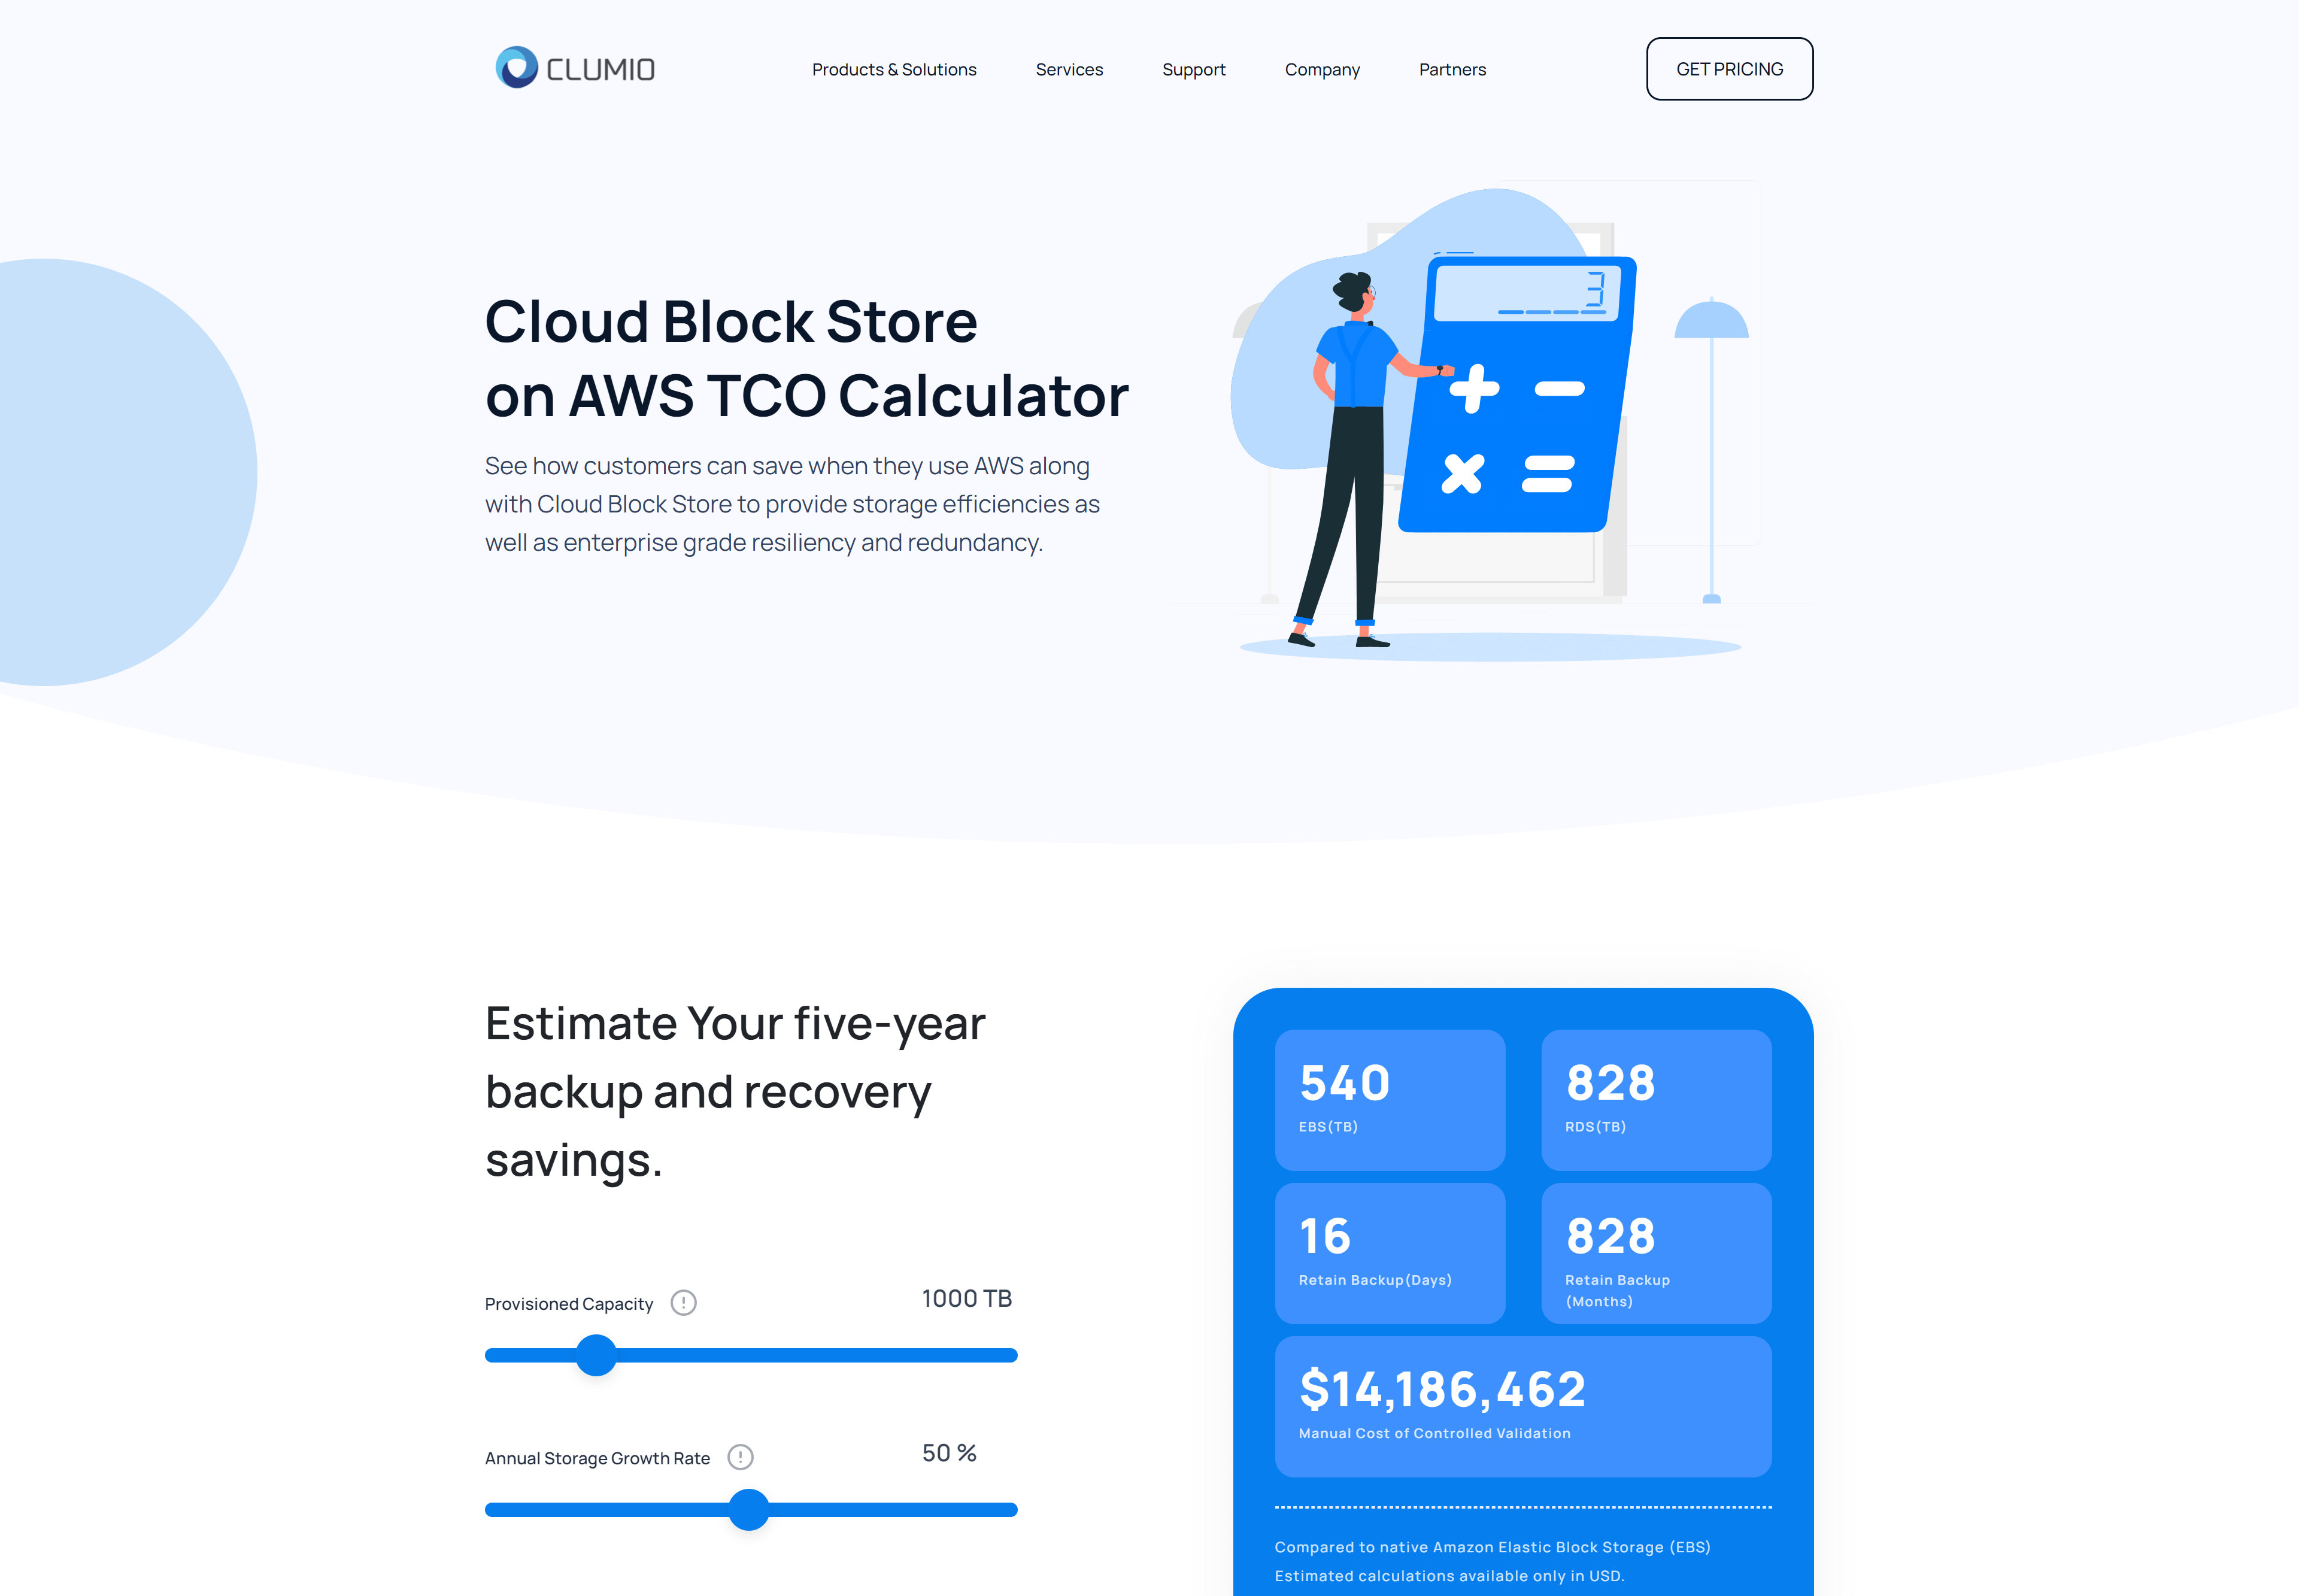 CLUMIO
Products & Solutions
Services
Support
Company
Partners
GET PRICING
3
Cloud Block Store
on AWS TCO Calculator
See how customers can save when they use AWS along
with Cloud Block Store to provide storage efficiencies as
well as enterprise grade resiliency and redundancy.
Estimate Your five-year
backup and recovery
savings.
Provisioned Capacity
1000 TB
Annual Storage Growth Rate
50 %
540
EBS(TB)
828
RDS(TB)
16
Retain Backup(Days)
828
Retain Backup
(Months)
$14,186,462
Manual Cost of Controlled Validation
Compared to native Amazon Elastic Block Storage (EBS)
Estimated calculations available only in USD.